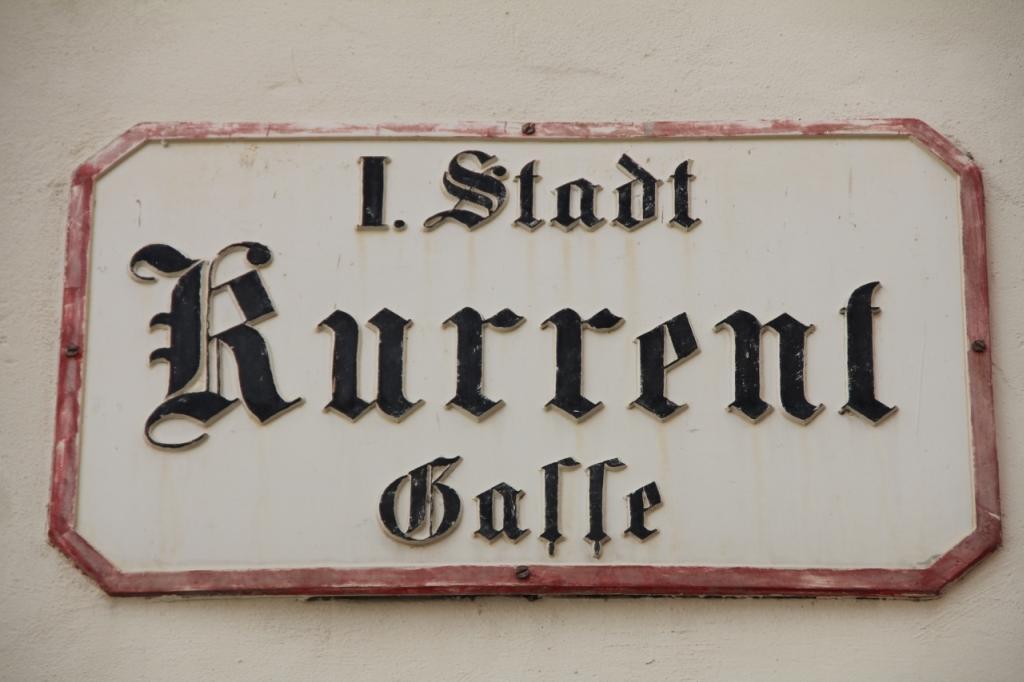 I. Stadt
Kurrent
Gaſſe